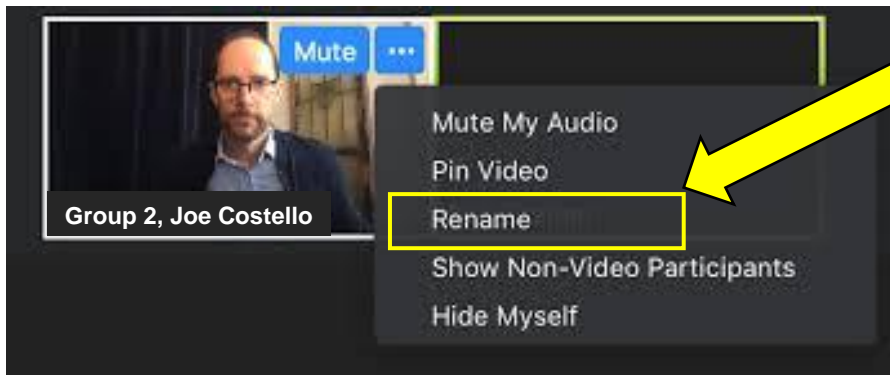 Mute ...
Group 2, Joe Costello
Mute My Audio
Pin Video
Rename
Show Non-Video Participants
Hide Myself